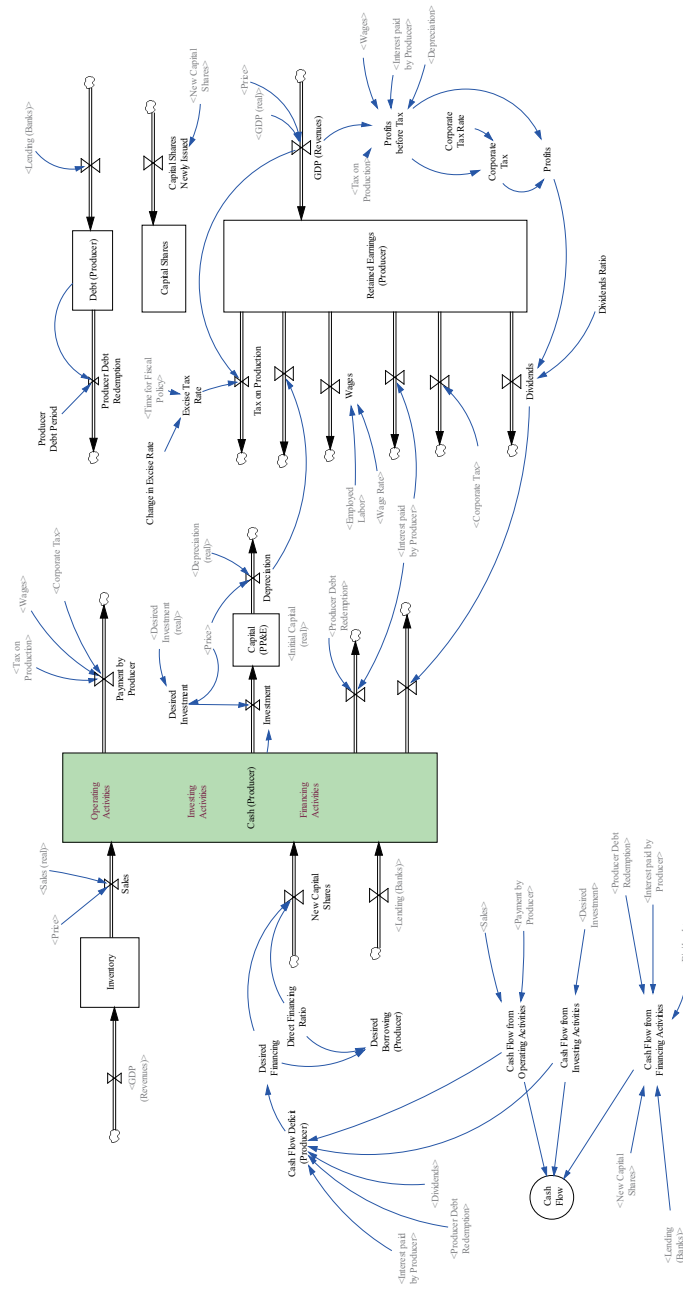 <GDP
(Revenues)>
Inventory
<Price>
<Sales (real)>
Sales
<Tax on
Production>
<Wages>
<Corporate Tax>
Payment by
Producer
Operating
Activities
Producer
Debt Period
Producer Debt
Redemption
Debt (Producer)
<Lending (Banks)>
Capital Shares
Capital Shares
Newly Issued
<New Capital
Shares>
<Desired
Investment
(real)>
Desired
Investment
<Price>
<Depreciation
(real)>
Investing
Activities
Cash (Producer)
Investment
Capital
(PP&E)
Depreciation
<Initial Capital
(real)>
Change in Excise Rate
<Time for Fiscal
Policy>
Excise Tax
Rate
Tax on Production
<Price>
<GDP (real)>
GDP (Revenues)
Retained Earnings
(Producer)
Wages
<Employed
Labor>
<Wage Rate>
<Interest paid
by Producer>
<Corporate Tax>
Dividends
Dividends Ratio
<Wages>
<Interest paid
by Producer>
<Depreciation>
<Tax on
Production>
Profits
before Tax
Corporate
Tax Rate
Corporate
Tax
Profits
Financing
Activities
<Producer Debt
Redemption>
New Capital
Shares
<Lending (Banks)>
Desired
Financing
Direct Financing
Ratio
Desired
Borrowing
(Producer)
Cash Flow Deficit
(Producer)
<Interest paid
by Producer>
<Producer Debt
Redemption>
<Dividends>
<Sales>
<Payment by
Producer>
Cash Flow from
Operating Activities
<Desired
Investment>
Cash Flow from
Investing Activities
Cash
Flow
<Producer Debt
Redemption>
<Interest paid by
Producer>
Cash Flow from
Financing Activities
<New Capital
Shares>
<Lending
(Banks)>